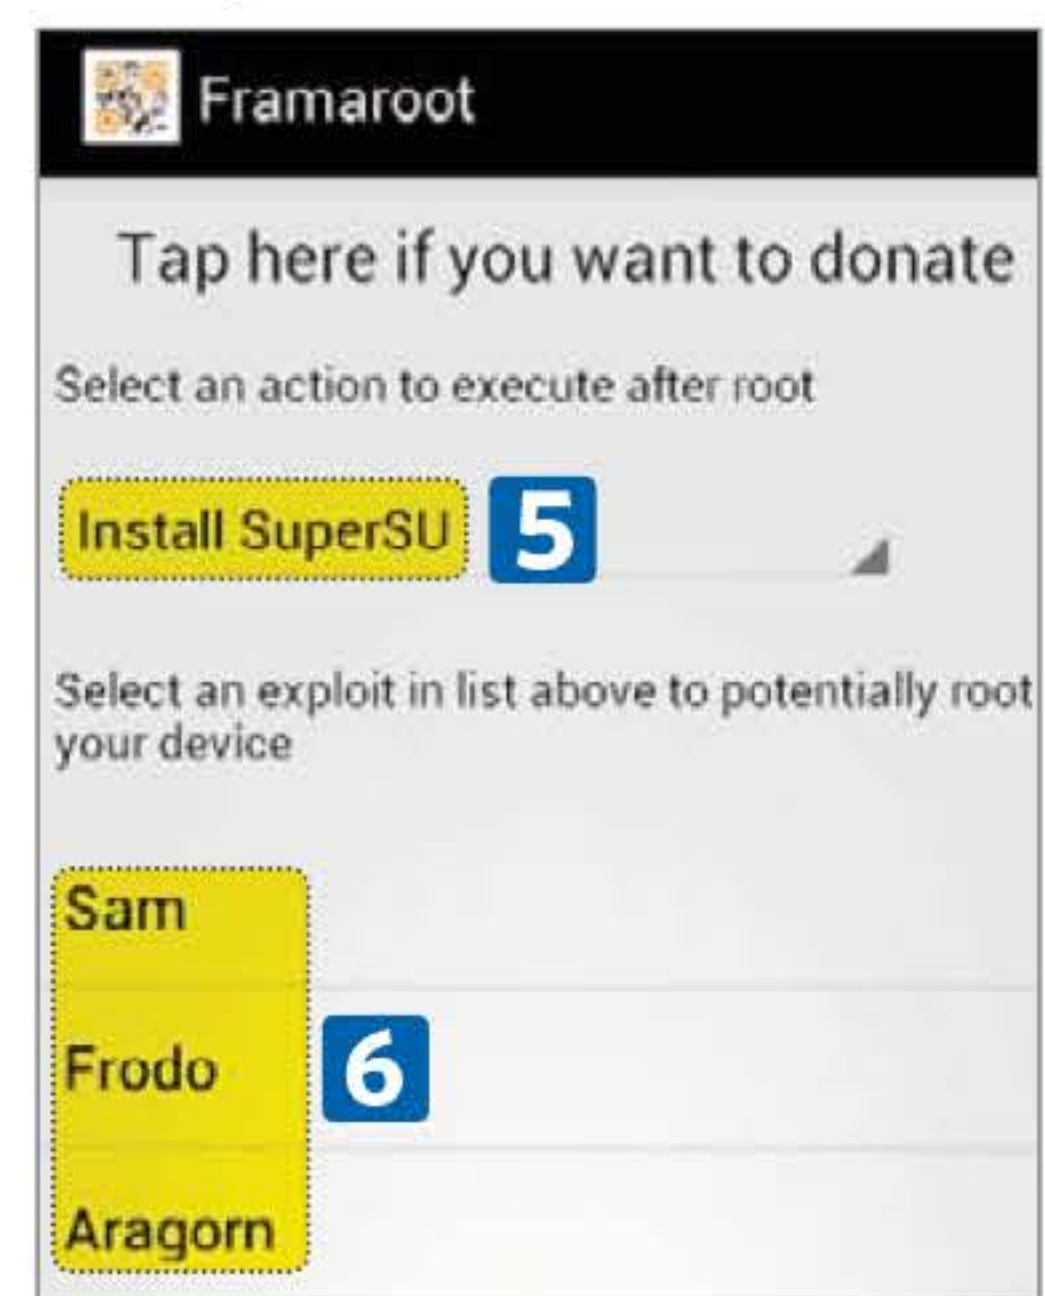 Framaroot
Tap here if you want to donate
Select an action to execute after root
Install SuperSU 5
Select an exploit in list above to potentially root
your device
Sam
Frodo 6
Aragorn